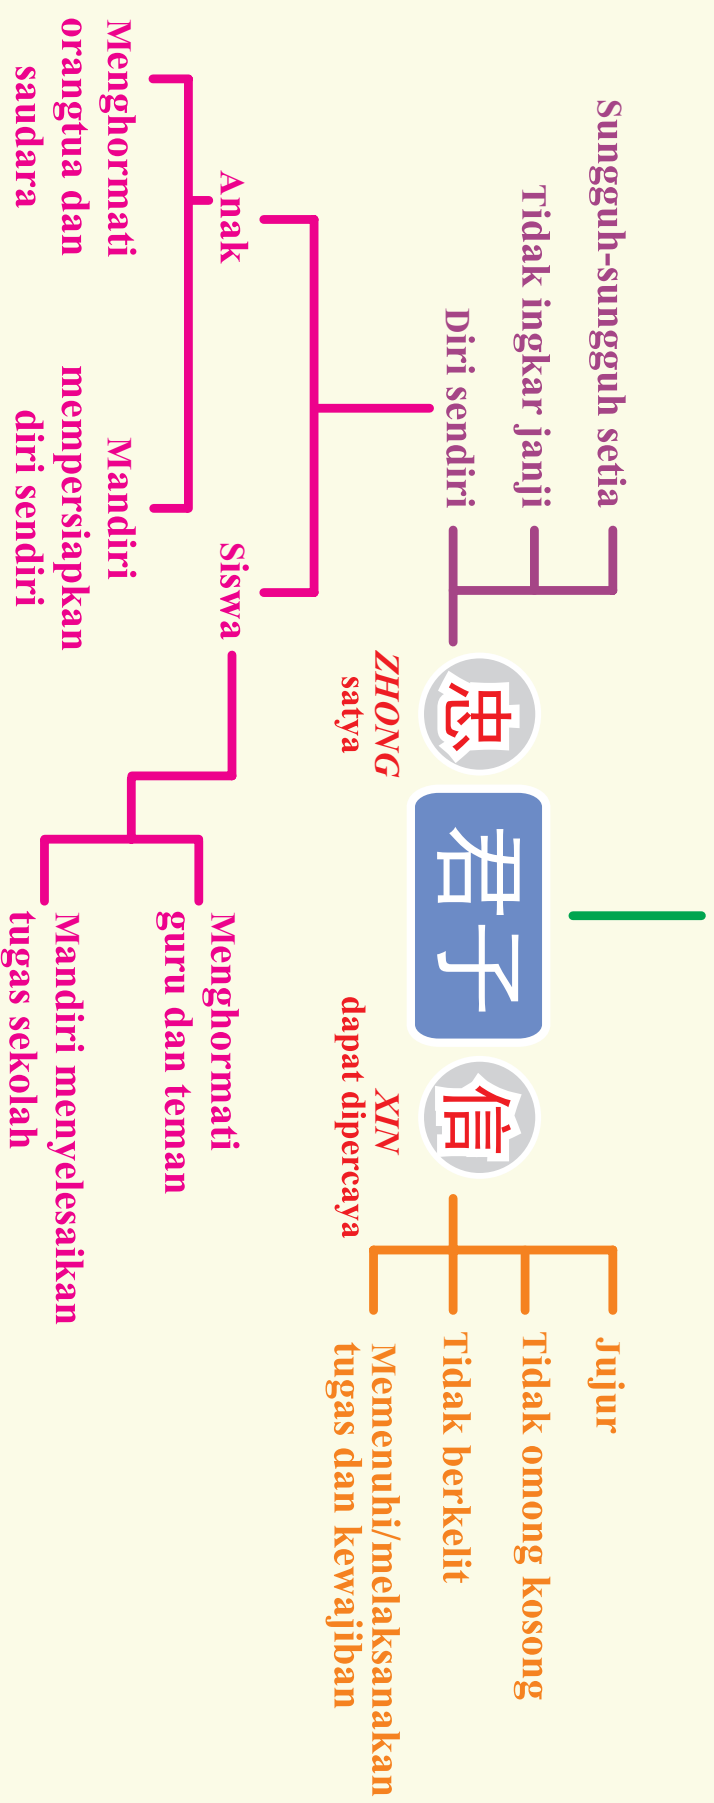 Sungguh-sungguh setia
Tidak ingkar janji
Diri sendiri
忠
ZHONG
satya
君子
信
XIN
dapat dipercaya
Jujur
Tidak omong kosong
Tidak berkelit
Memenuhi/melaksanakan
tugas dan kewajiban
Anak
Siswa
Menghormati
orangtua dan
saudara
Mandiri
mempersiapkan
diri sendiri
Menghormati
guru dan teman
Mandiri menyelesaikan
tugas sekolah